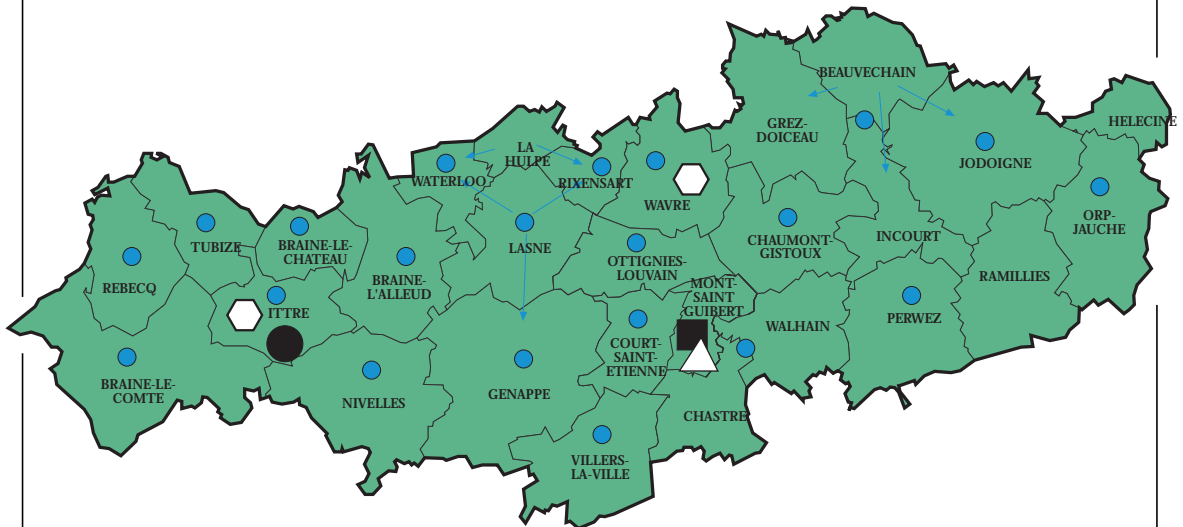 BEAUVECHAIN
HELECINE
GREZ-
DOICEAU
JODOIGNE
LA
HULPE
WATERLOO
RIXENSART
WAVRE
ORP-
JAUCHE
TUBIZE
BRAINE-LE-
CHATEAU
LASNE
CHAUMONT-
GISTOUX
INCOURT
OTTIGNIES-
LOUVAIN
RAMILLIES
REBECQ
BRAINE-
L'ALLEUD
MONT-
SAINT
GUIBERT
ITTRE
PERWEZ
WALHAIN
COURT-
SAINT-
ETIENNE
BRAINE-LE-
COMTE
NIVELLES
GENAPPE
CHASTRE
VILLERS-
LA-VILLE